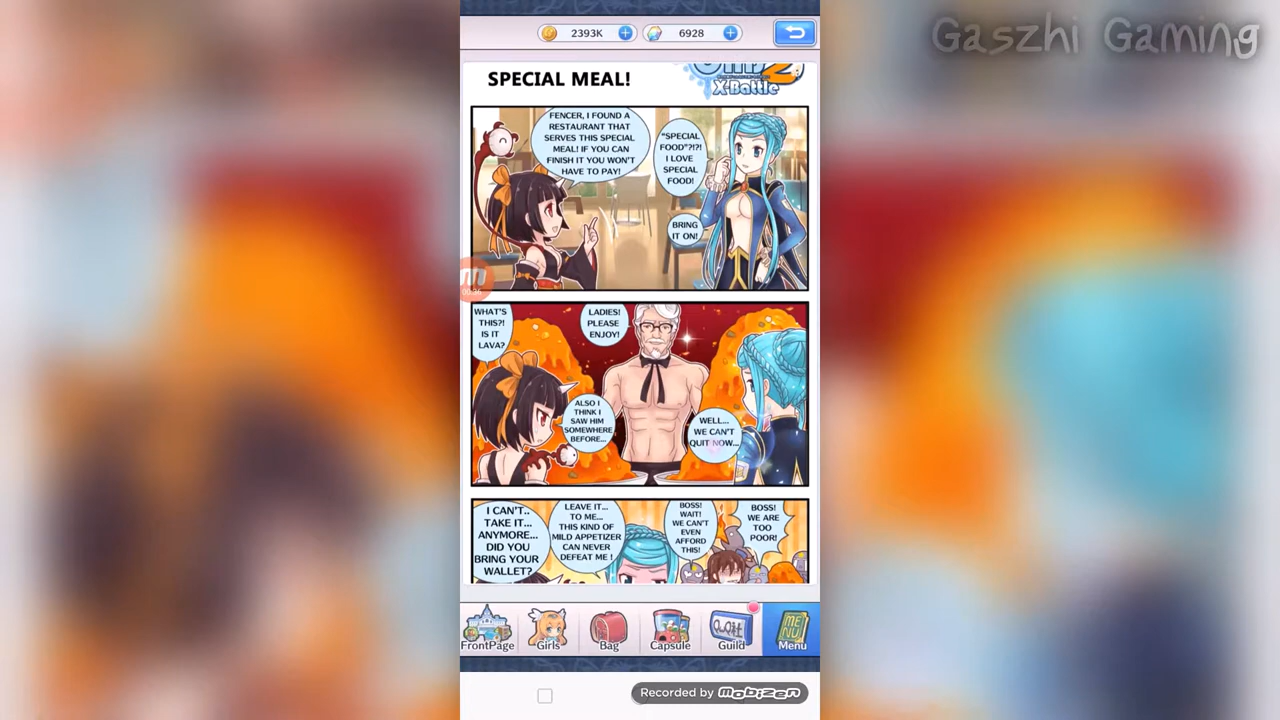 Gaszhi Gaming
2393K
6928
SPECIAL MEAL!
X-Battle
FENCER, I FOUND A
RESTAURANT THAT
SERVES THIS SPECIAL
MEAL! IF YOU CAN
FINISH IT YOU WON'T
HAVE TO PAY!
"SPECIAL
FOOD"?!?!
I LOVE
SPECIAL
FOOD!
BRING
IT ON!
00:36
WHAT'S
THIS?!
IS IT
LAVA?
LADIES!
PLEASE
ENJOY!
ALSO I
THINK I
SAW HIM
SOMEWHERE
BEFORE...
WELL...
WE CAN'T
QUIT NOW...
I CAN'T..
TAKE IT...
ANYMORE...
DID YOU
BRING YOUR
WALLET?
LEAVE IT...
TO ME...
THIS KIND OF
MILD APPETIZER
CAN NEVER
DEFEAT ME !
BOSS!
WAIT!
WE CAN'T
EVEN
AFFORD
THIS!
BOSS!
WE ARE
TOO
POOR!
FrontPage
Girls
Bag
Capsule
Guild
MENU
Menu
Recorded by mobizen